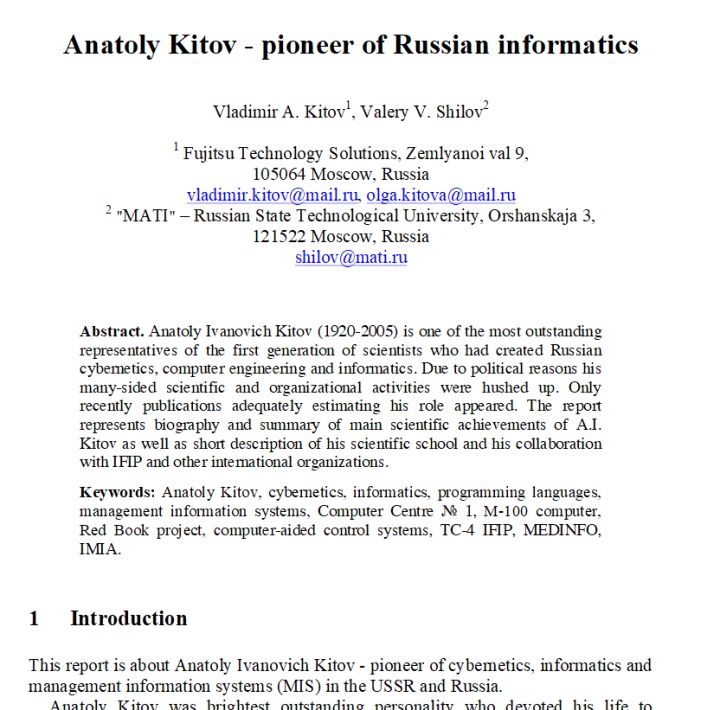 Anatoly Kitov - pioneer of Russian informatics
Vladimir A. Kitov1, Valery V. Shilov2
1 Fujitsu Technology Solutions, Zemlyanoi val 9,
105064 Moscow, Russia
vladimir.kitov@mail.ru, olga.kitova@mail.ru
2 "MATI" – Russian State Technological University, Orshanskaja 3,
121522 Moscow, Russia
shilov@mati.ru
Abstract. Anatoly Ivanovich Kitov (1920-2005) is one of the most outstanding
representatives of the first generation of scientists who had created Russian
cybernetics, computer engineering and informatics. Due to political reasons his
many-sided scientific and organizational activities were hushed up. Only
recently publications adequately estimating his role appeared. The report
represents biography and summary of main scientific achievements of A.I.
Kitov as well as short description of his scientific school and his collaboration
with IFIP and other international organizations.
Keywords: Anatoly Kitov, cybernetics, informatics, programming languages,
management information systems, Computer Centre № 1, M-100 computer,
Red Book project, computer-aided control systems, TC-4 IFIP, MEDINFO,
IMIA.
1 Introduction
This report is about Anatoly Ivanovich Kitov - pioneer of cybernetics, informatics and
management information systems (MIS) in the USSR and Russia.
Anatoly Kitov was brightest outstanding personality who devoted his life to